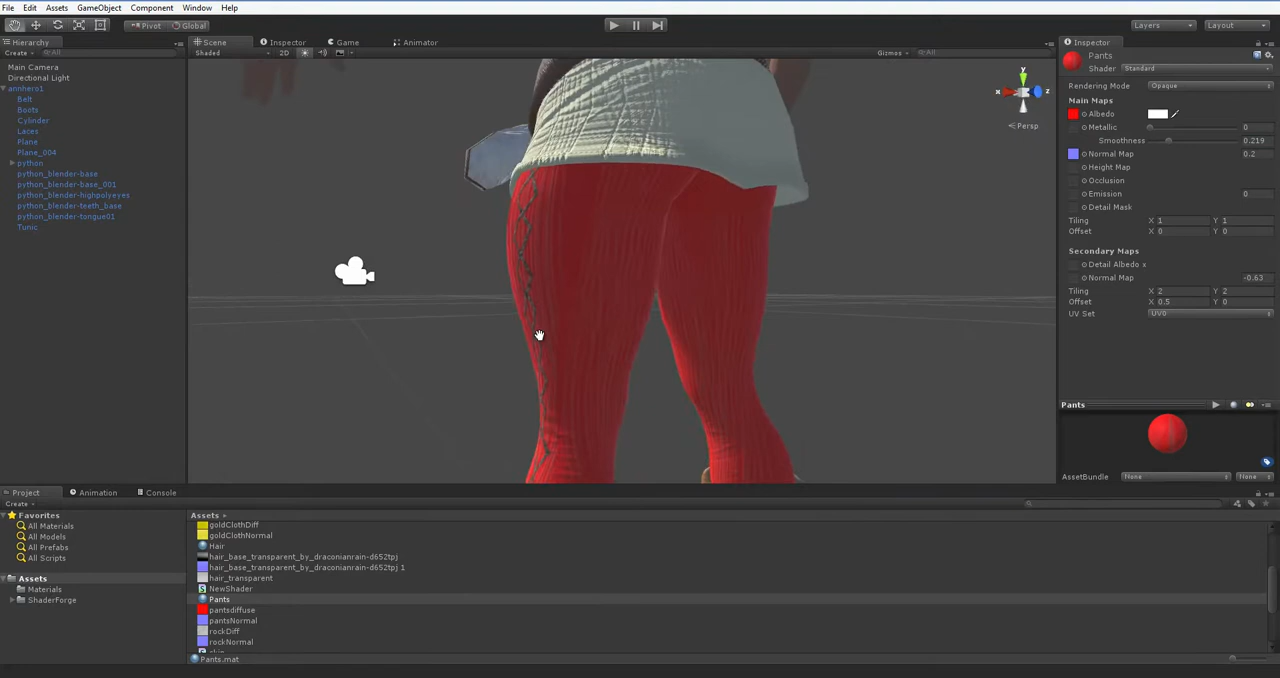 File Edit Assets GameObject Component Window Help
Pivot Global Layers Layout
Hierarchy
Create All
Main Camera
Directional Light
annhero1
Belt
Boots
Cylinder
Laces
Plane
Plane_004
python
python_blender-base
python_blender-base_001
python_blender-highpolyeyes
python_blender-teeth_base
python_blender-tongue01
Tunic
Scene Inspector Game Animator
Shaded 2D Gizmos All
y
x z
Persp
Inspector
Pants
Shader Standard
Rendering Mode Opaque
Main Maps
Albedo
Metallic 0
Smoothness 0.219
Normal Map 0.2
Height Map
Occlusion
Emission 0
Detail Mask
Tiling X 1 Y 1
Offset X 0 Y 0
Secondary Maps
Detail Albedo x
Normal Map -0.63
Tiling X 2 Y 2
Offset X 0.5 Y 0
UV Set UV0
Pants
AssetBundle None None
Project Animation Console
Create
Favorites
All Materials
All Models
All Prefabs
All Scripts
Assets
Materials
ShaderForge
Assets
goldClothDiff
goldClothNormal
Hair
hair_base_transparent_by_draconianrain-d652tpj
hair_base_transparent_by_draconianrain-d652tpj 1
hair_transparent
NewShader
Pants
pantsdiffuse
pantsNormal
rockDiff
rockNormal
Pants.mat